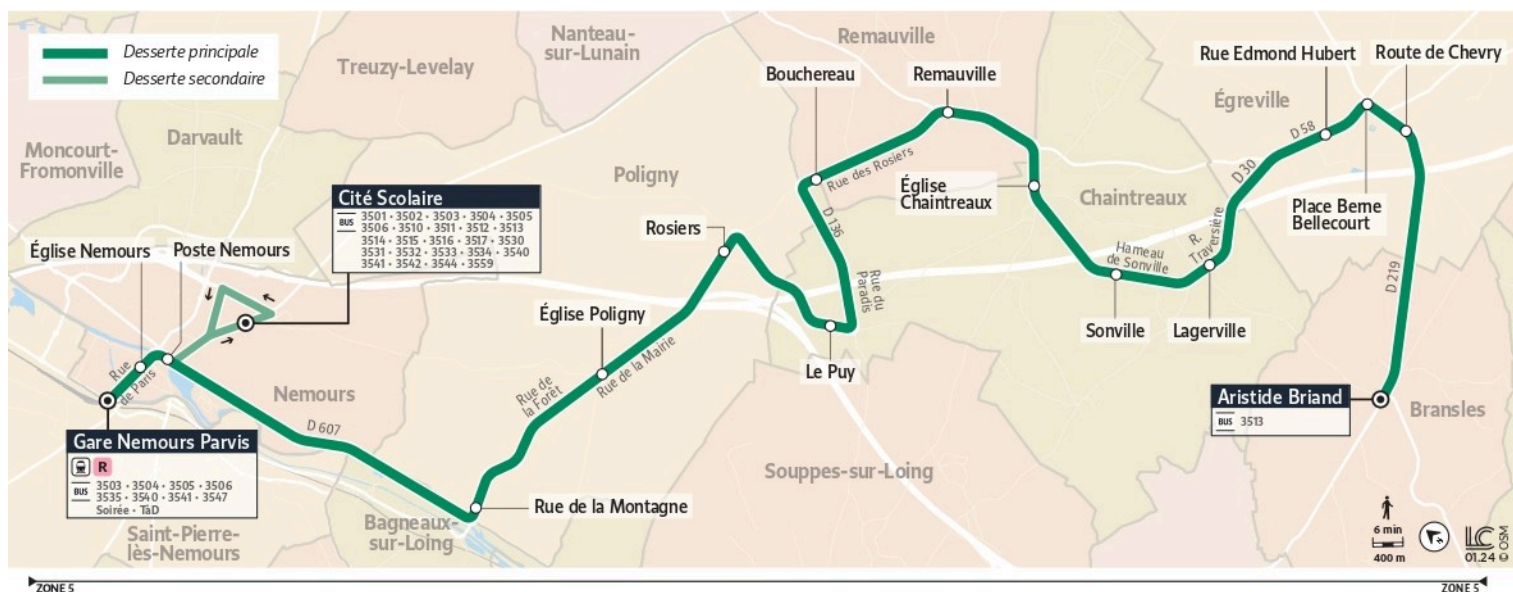 Desserte principale
Desserte secondaire
Nanteau-
sur-Lunain
Treuzy-Levelay
Darvault
Moncourt-
Fromonville
Remauville
Bouchereau
Remauville
Rue Edmond Hubert
Route de Chevry
Égreville
D 58
D 30
Rue des Rosiers
Poligny
Cité Scolaire
BUS
3501 • 3502 • 3503 • 3504 • 3505
3506 • 3510 • 3511 • 3512 • 3513
3514 • 3515 • 3516 • 3517 • 3530
3531 • 3532 • 3533 • 3534 • 3540
3541 • 3542 • 3544 • 3559
Église
Chaintreaux
Chaintreaux
Place Berne
Bellecourt
Rosiers
D 136
Rue du
Paradis
Hameau
de Sonville
R.
Traversière
D 219
Église Nemours
Poste Nemours
Église Poligny
Sonville
Lagerville
Le Puy
Rue
de Paris
Nemours
Rue de
la Forêt
Rue de la Mairie
D 607
Gare Nemours Parvis
R
BUS
3503 • 3504 • 3505 • 3506
3535 • 3540 • 3541 • 3547
Soirée • TàD
Aristide Briand
BUS
3513
Bransles
Souppes-sur-Loing
Rue de la Montagne
Bagneaux-
sur-Loing
Saint-Pierre-
lès-Nemours
6 min
400 m
LC
01.24
© OSM
ZONE 5
ZONE 5